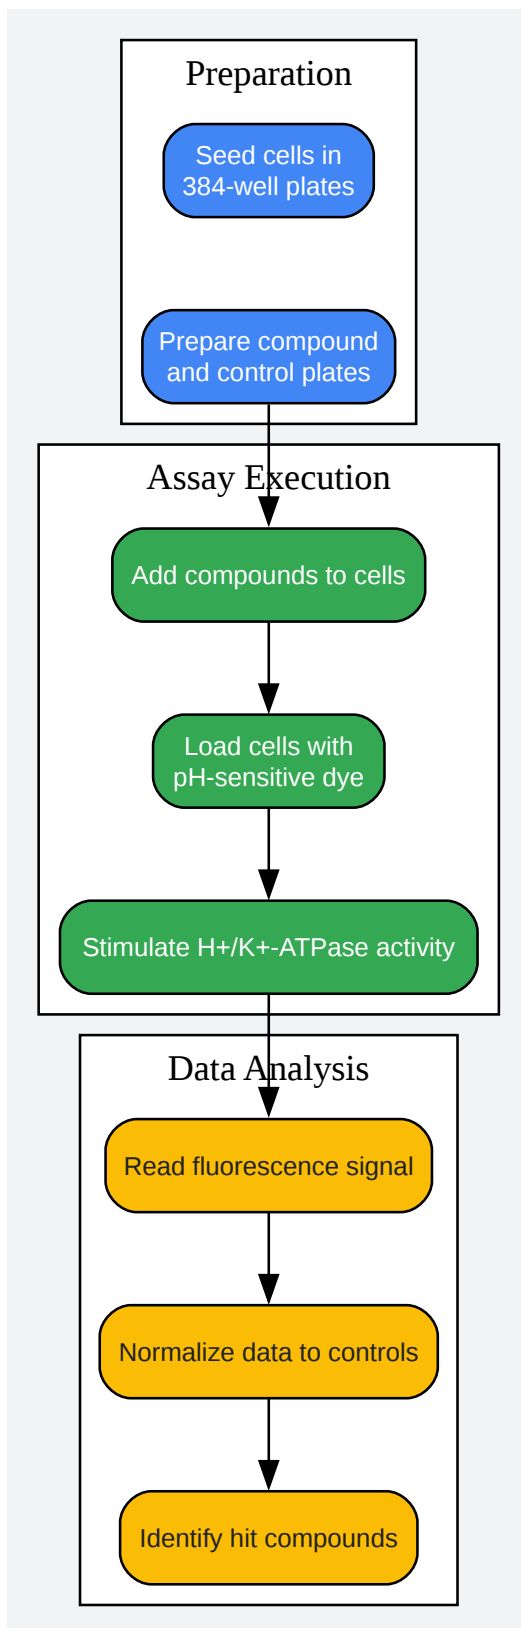 Preparation
Seed cells in
384-well plates
Prepare compound
and control plates
Assay Execution
Add compounds to cells
Load cells with
pH-sensitive dye
Stimulate H+/K+-ATPase activity
Data Analysis
Read fluorescence signal
Normalize data to controls
Identify hit compounds